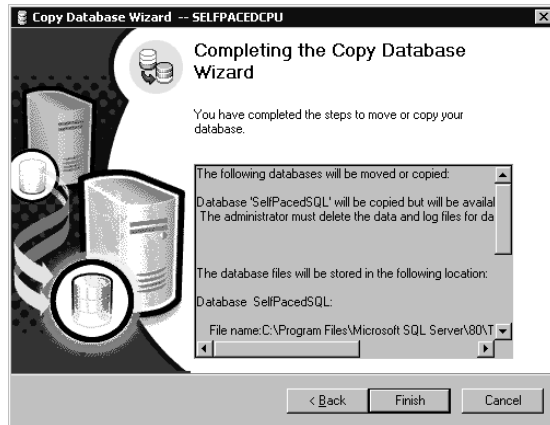 Copy Database Wizard -- SELFPACEDCPU
Completing the Copy Database
Wizard
You have completed the steps to move or copy your
database.
The following databases will be moved or copied:
Database 'SelfPacedSQL' will be copied but will be availal
The administrator must delete the data and log files for da
The database files will be stored in the following location:
Database SelfPacedSQL:
File name:C:\Program Files\Microsoft SQL Server\80\T
< Back
Finish
Cancel